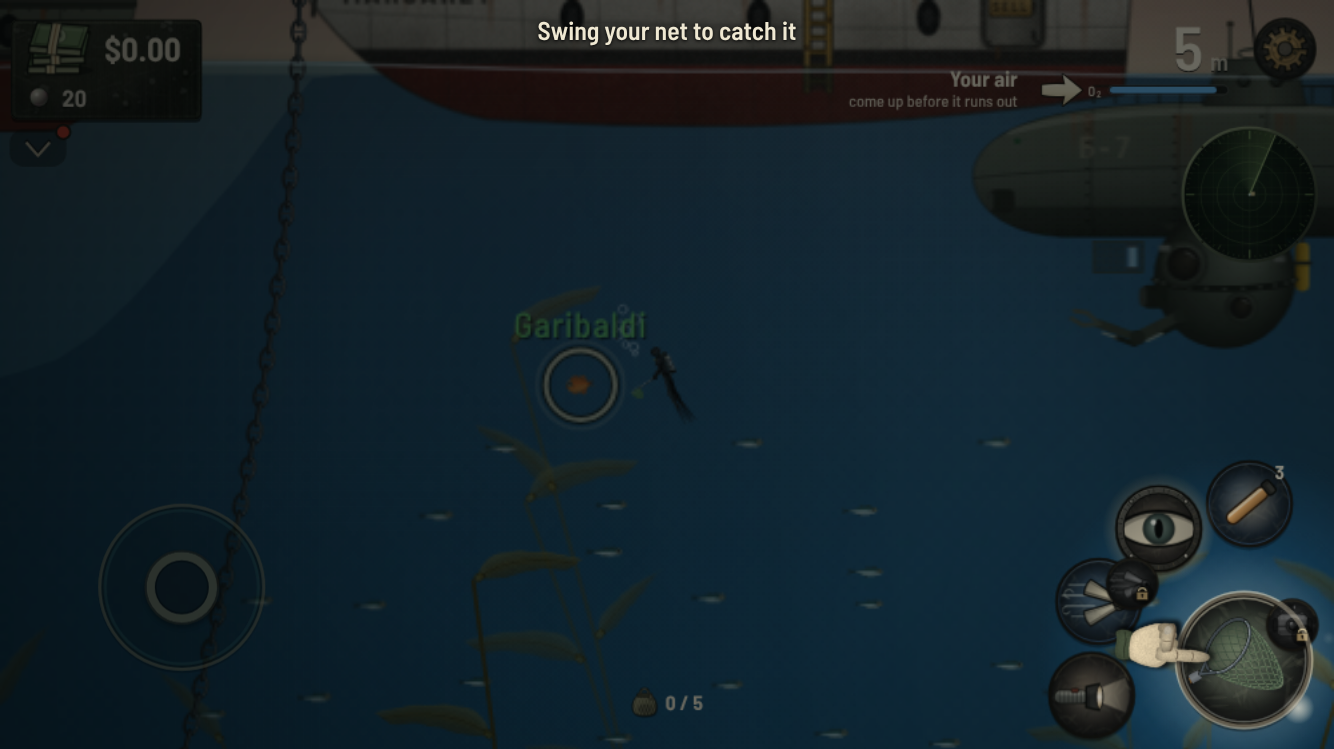 Swing your net to catch it
$0.00
20
5 m
Your air
come up before it runs out
O₂
Б-7
Garibaldi
3
0 / 5